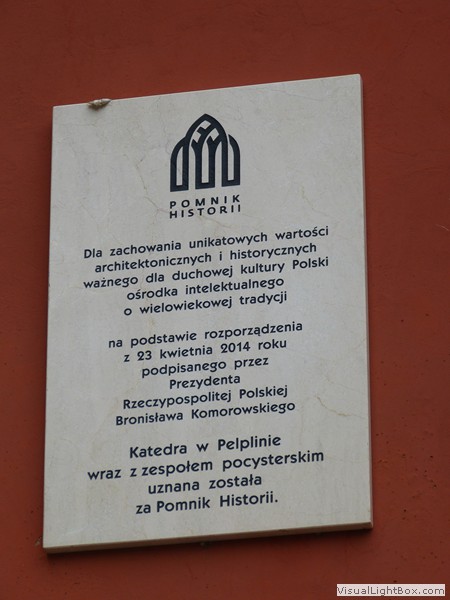 POMNIK
HISTORII
Dla zachowania unikatowych wartości
architektonicznych i historycznych
ważnego dla duchowej kultury Polski
ośrodka intelektualnego
o wielowiekowej tradycji
na podstawie rozporządzenia
z 23 kwietnia 2014 roku
podpisanego przez
Prezydenta
Rzeczypospolitej Polskiej
Bronisława Komorowskiego
Katedra w Pelplinie
wraz z zespołem pocysterskim
uznana została
za Pomnik Historii.
VisualLightBox.com